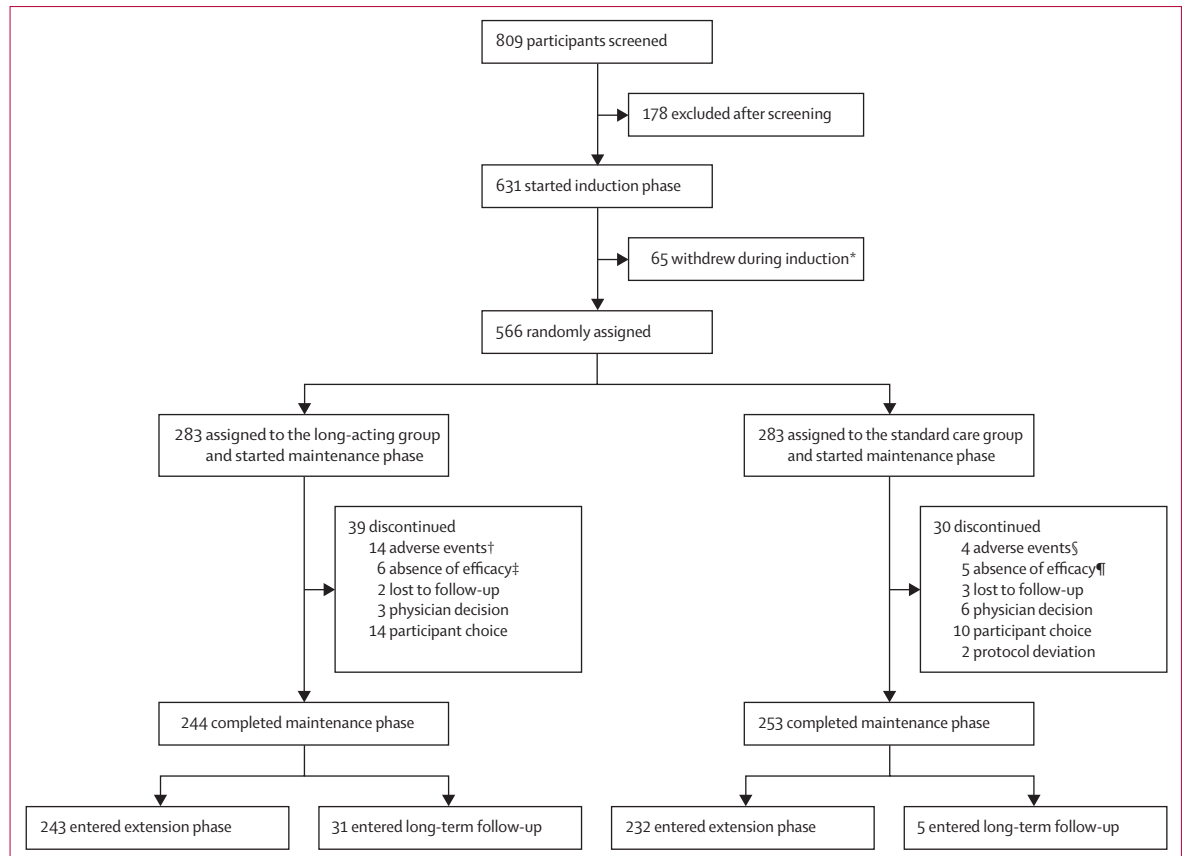 809 participants screened
178 excluded after screening
631 started induction phase
65 withdrew during induction*
566 randomly assigned
283 assigned to the long-acting group
and started maintenance phase
283 assigned to the standard care group
and started maintenance phase
39 discontinued
14 adverse events†
6 absence of efficacy‡
2 lost to follow-up
3 physician decision
14 participant choice
30 discontinued
4 adverse events§
5 absence of efficacy¶
3 lost to follow-up
6 physician decision
10 participant choice
2 protocol deviation
244 completed maintenance phase
253 completed maintenance phase
243 entered extension phase
31 entered long-term follow-up
232 entered extension phase
5 entered long-term follow-up